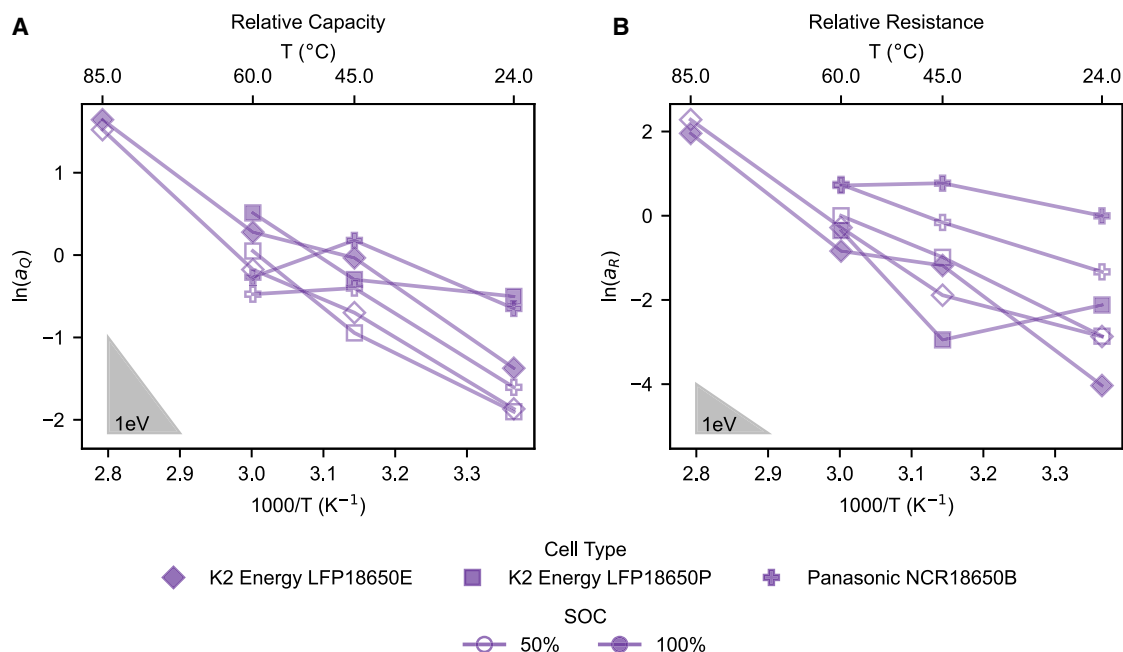 A
Relative Capacity
T (°C)
85.0 60.0 45.0 24.0
ln(a_Q)
1
0
−1
−2
1eV
2.8 2.9 3.0 3.1 3.2 3.3
1000/T (K⁻¹)
B
Relative Resistance
T (°C)
85.0 60.0 45.0 24.0
ln(a_R)
2
0
−2
−4
1eV
2.8 2.9 3.0 3.1 3.2 3.3
1000/T (K⁻¹)
Cell Type
K2 Energy LFP18650E K2 Energy LFP18650P Panasonic NCR18650B
SOC
50% 100%